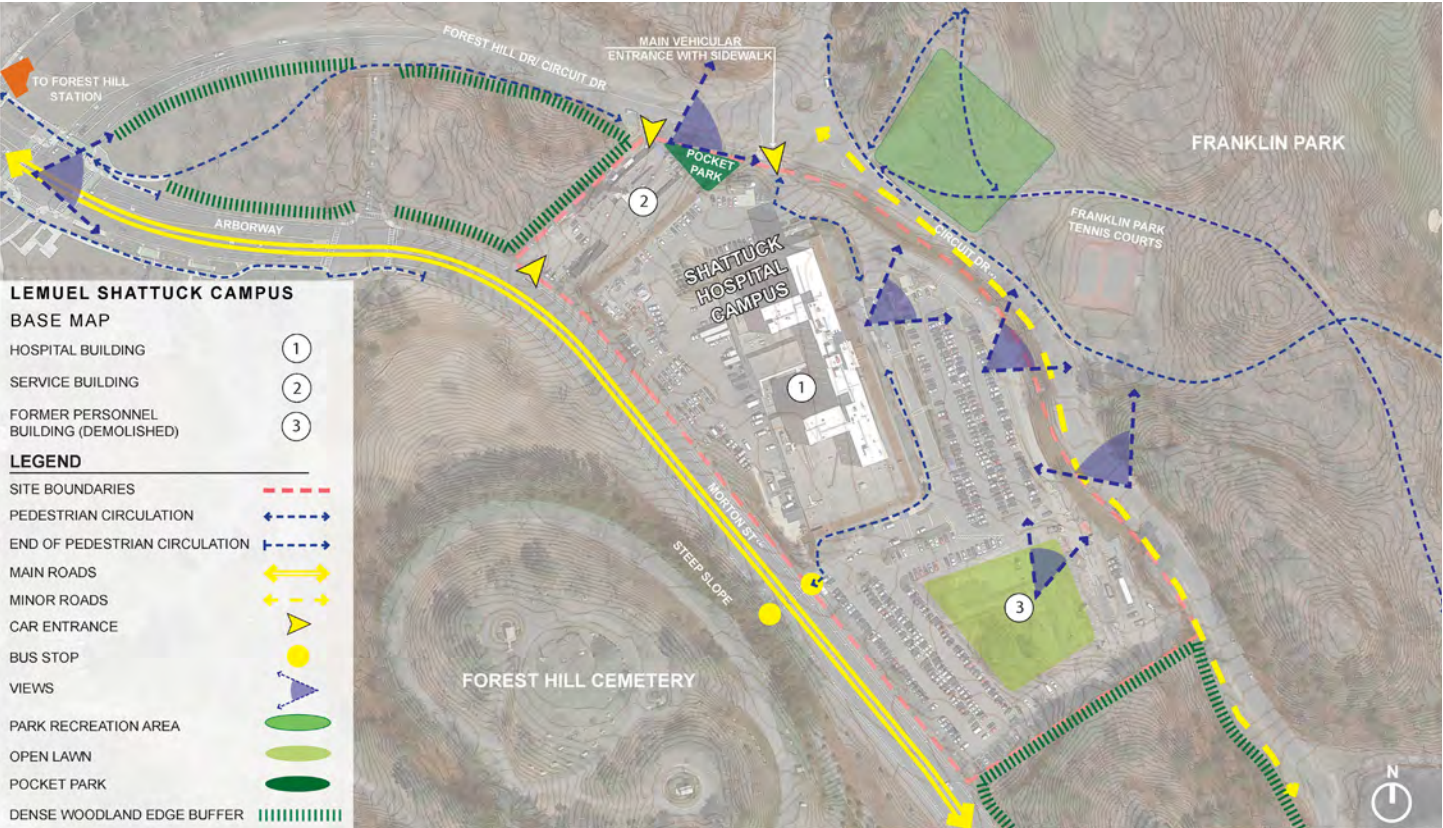 FOREST HILL DR/ CIRCUIT DR
MAIN VEHICULAR
ENTRANCE WITH SIDEWALK
TO FOREST HILL
STATION
FRANKLIN PARK
POCKET
PARK
2
ARBORWAY
FRANKLIN PARK
TENNIS COURTS
CIRCUIT DR
SHATTUCK
HOSPITAL
CAMPUS
1
MORTON ST
STEEP SLOPE
3
FOREST HILL CEMETERY
N
LEMUEL SHATTUCK CAMPUS
BASE MAP
HOSPITAL BUILDING 1
SERVICE BUILDING 2
FORMER PERSONNEL
BUILDING (DEMOLISHED) 3
LEGEND
SITE BOUNDARIES
PEDESTRIAN CIRCULATION
END OF PEDESTRIAN CIRCULATION
MAIN ROADS
MINOR ROADS
CAR ENTRANCE
BUS STOP
VIEWS
PARK RECREATION AREA
OPEN LAWN
POCKET PARK
DENSE WOODLAND EDGE BUFFER